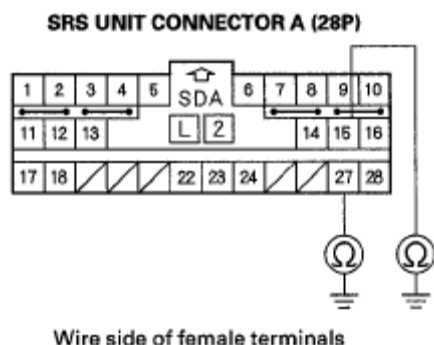 SRS UNIT CONNECTOR A (28P)
1 2 3 4 5 SDA 6 7 8 9 10
11 12 13 L 2 14 15 16
17 18 22 23 24 27 28
Ω Ω
Wire side of female terminals